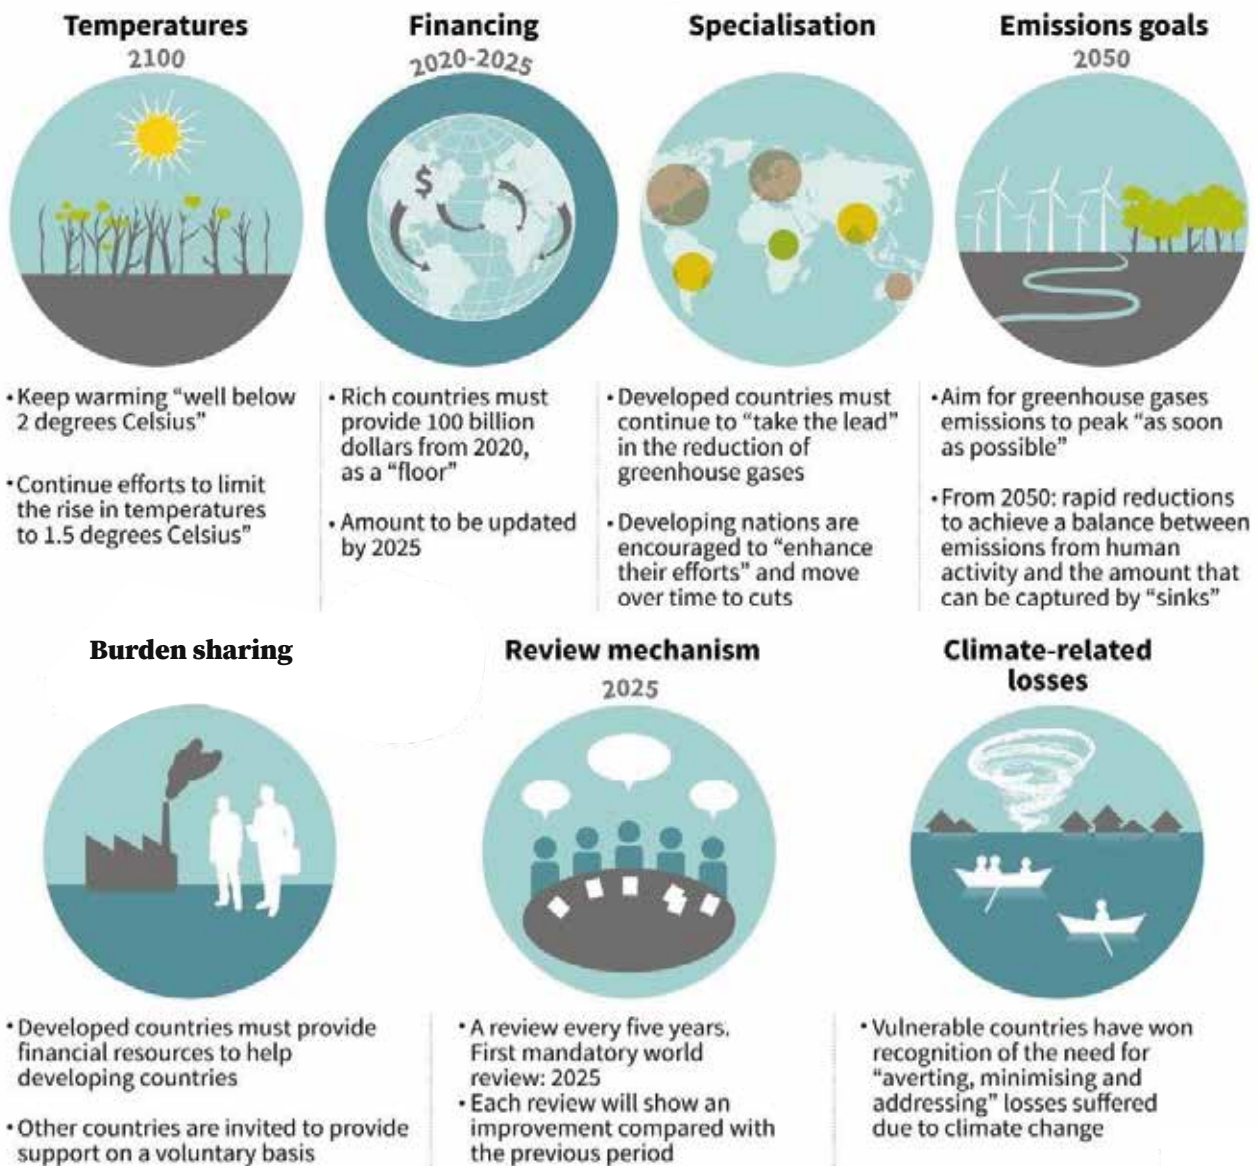 Temperatures
2100
Financing
2020-2025
Specialisation
Emissions goals
2050
$
• Keep warming “well below
2 degrees Celsius”
• Continue efforts to limit
the rise in temperatures
to 1.5 degrees Celsius”
• Rich countries must
provide 100 billion
dollars from 2020,
as a “floor”
• Amount to be updated
by 2025
• Developed countries must
continue to “take the lead”
in the reduction of
greenhouse gases
• Developing nations are
encouraged to “enhance
their efforts” and move
over time to cuts
• Aim for greenhouse gases
emissions to peak “as soon
as possible”
• From 2050: rapid reductions
to achieve a balance between
emissions from human
activity and the amount that
can be captured by “sinks”
Burden sharing
Review mechanism
2025
Climate-related
losses
• Developed countries must provide
financial resources to help
developing countries
• Other countries are invited to provide
support on a voluntary basis
• A review every five years.
First mandatory world
review: 2025
• Each review will show an
improvement compared with
the previous period
• Vulnerable countries have won
recognition of the need for
“averting, minimising and
addressing” losses suffered
due to climate change